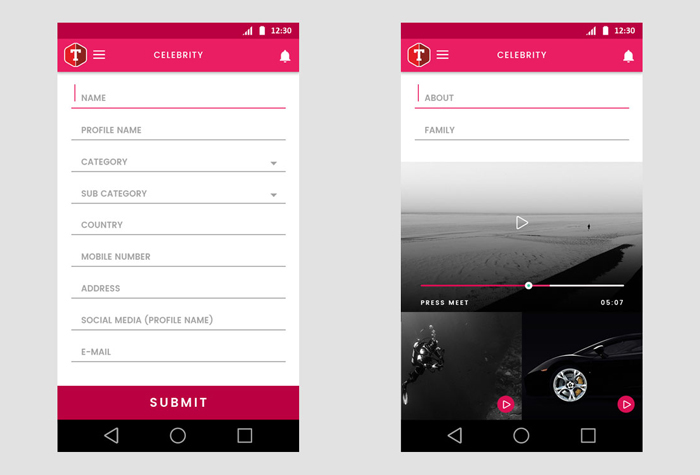 12:30
T
CELEBRITY
NAME
PROFILE NAME
CATEGORY
SUB CATEGORY
COUNTRY
MOBILE NUMBER
ADDRESS
SOCIAL MEDIA (PROFILE NAME)
E-MAIL
SUBMIT
12:30
T
CELEBRITY
ABOUT
FAMILY
PRESS MEET 05:07